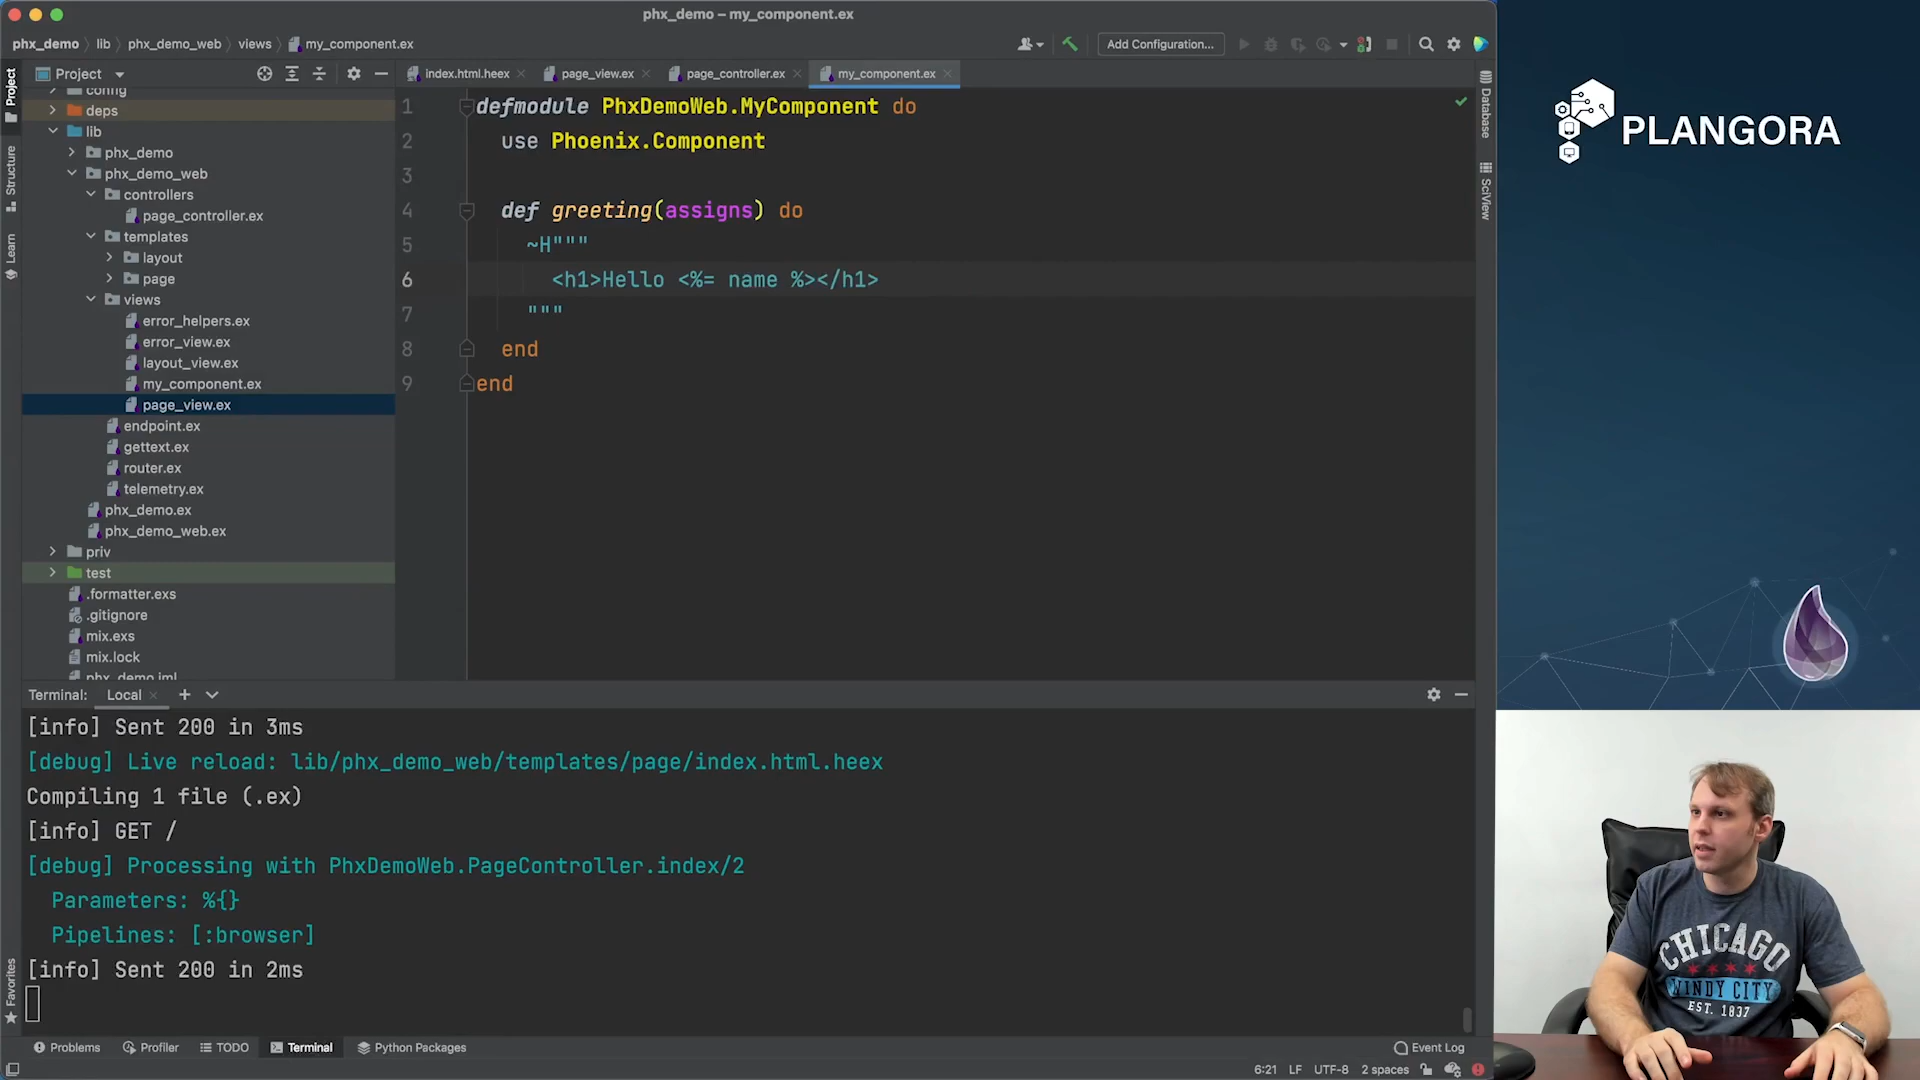 phx_demo – my_component.ex
phx_demo lib phx_demo_web views my_component.ex
Add Configuration...
Project
index.html.heex page_view.ex page_controller.ex my_component.ex
Project
Structure
Learn
Favorites
Database
SciView
config
deps
lib
phx_demo
phx_demo_web
controllers
page_controller.ex
templates
layout
page
views
error_helpers.ex
error_view.ex
layout_view.ex
my_component.ex
page_view.ex
endpoint.ex
gettext.ex
router.ex
telemetry.ex
phx_demo.ex
phx_demo_web.ex
priv
test
.formatter.exs
.gitignore
mix.exs
mix.lock
phx_demo.iml
1 defmodule PhxDemoWeb.MyComponent do
2 use Phoenix.Component
3
4 def greeting(assigns) do
5 ~H"""
6 <h1>Hello <%= name %></h1>
7 """
8 end
9 end
Terminal: Local
[info] Sent 200 in 3ms
[debug] Live reload: lib/phx_demo_web/templates/page/index.html.heex
Compiling 1 file (.ex)
[info] GET /
[debug] Processing with PhxDemoWeb.PageController.index/2
Parameters: %{}
Pipelines: [:browser]
[info] Sent 200 in 2ms
Problems Profiler TODO Terminal Python Packages
Event Log
6:21 LF UTF-8 2 spaces
PLANGORA
CHICAGO
WINDY CITY
EST. 1837